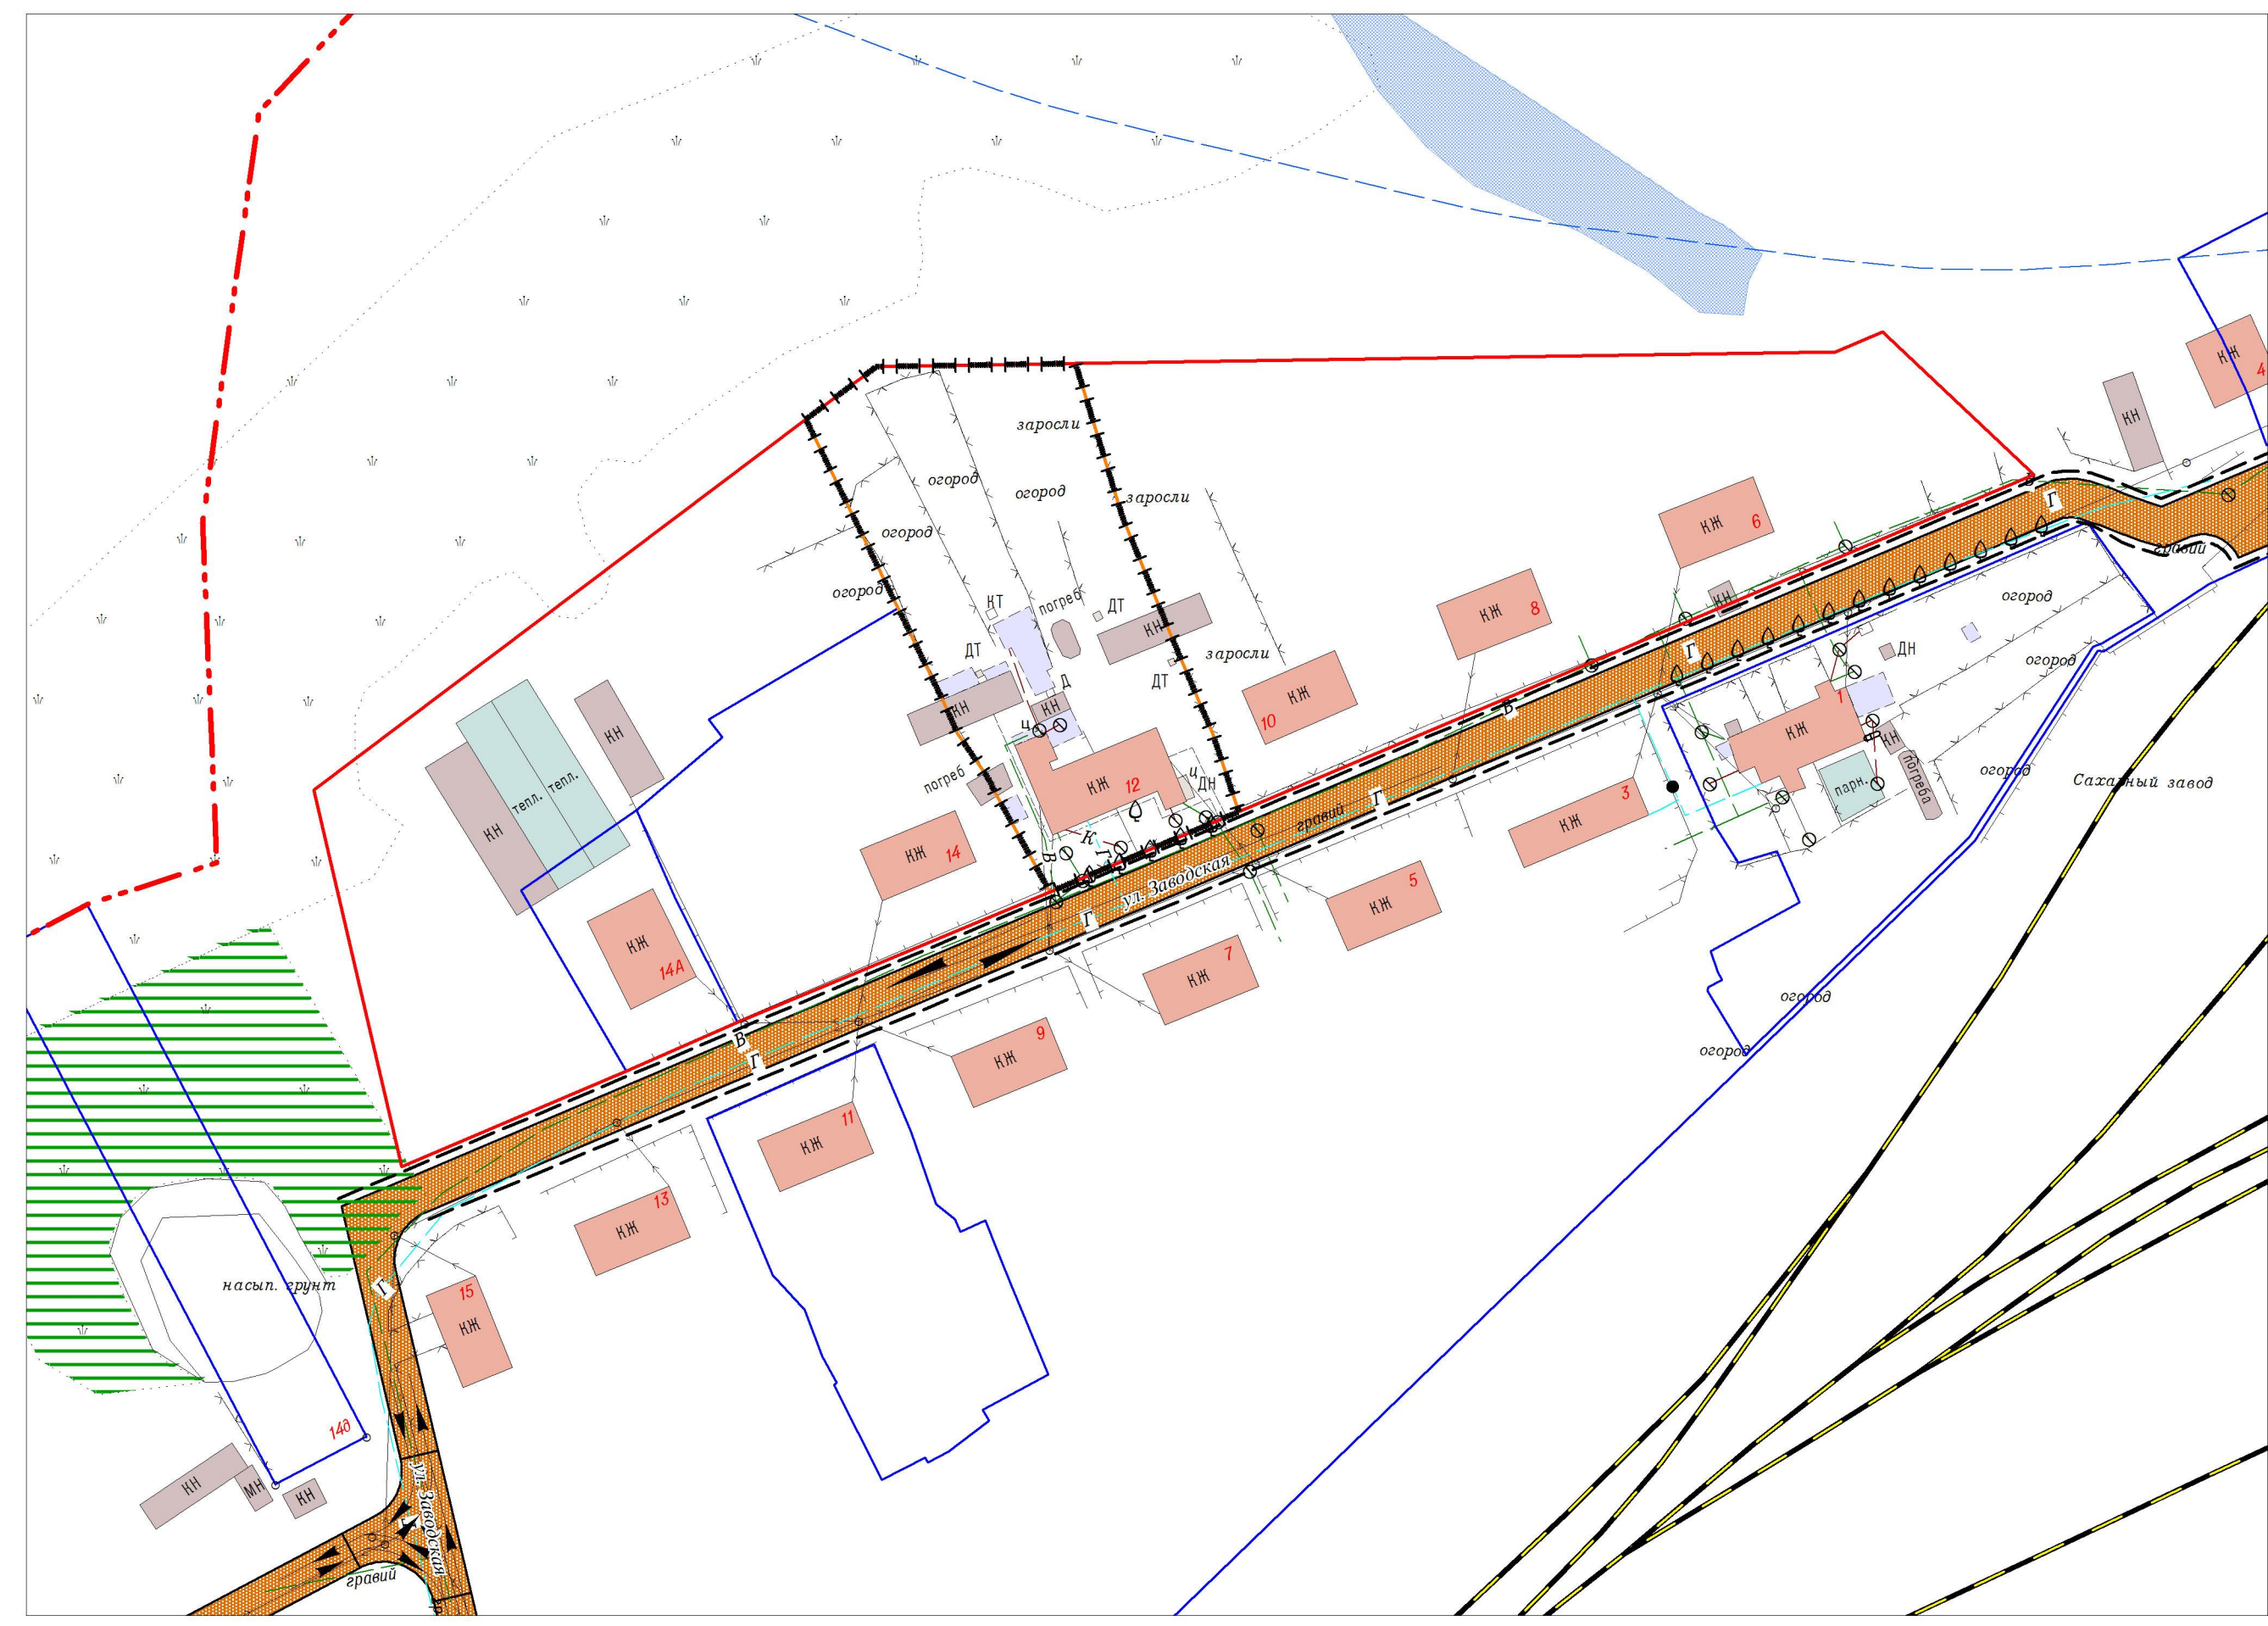 КЖ
4
КН
заросли
огород
огород
заросли
В
Г
КЖ
6
огород
гравий
огород
КТ
погреб
ДТ
КЖ
8
КН
огород
КН
ДТ
заросли
Г
ДН
огород
Д
ДТ
КН
КН
КЖ
10
В
1
КЖ
КН
КН
тепл.
тепл.
КН
Ч
погреб
КЖ
12
Ц
ДН
парн.
погреба
огород
Сахарный завод
КЖ
3
Г
гравий
К
В
Г
КЖ
14
ул. Заводская
КЖ
5
Г
КЖ
14А
КЖ
7
огород
огород
В
Г
КЖ
9
КЖ
11
КЖ
13
насып. грунт
Г
15
КЖ
14д
КН
МН
КН
ул. Заводская
гравий